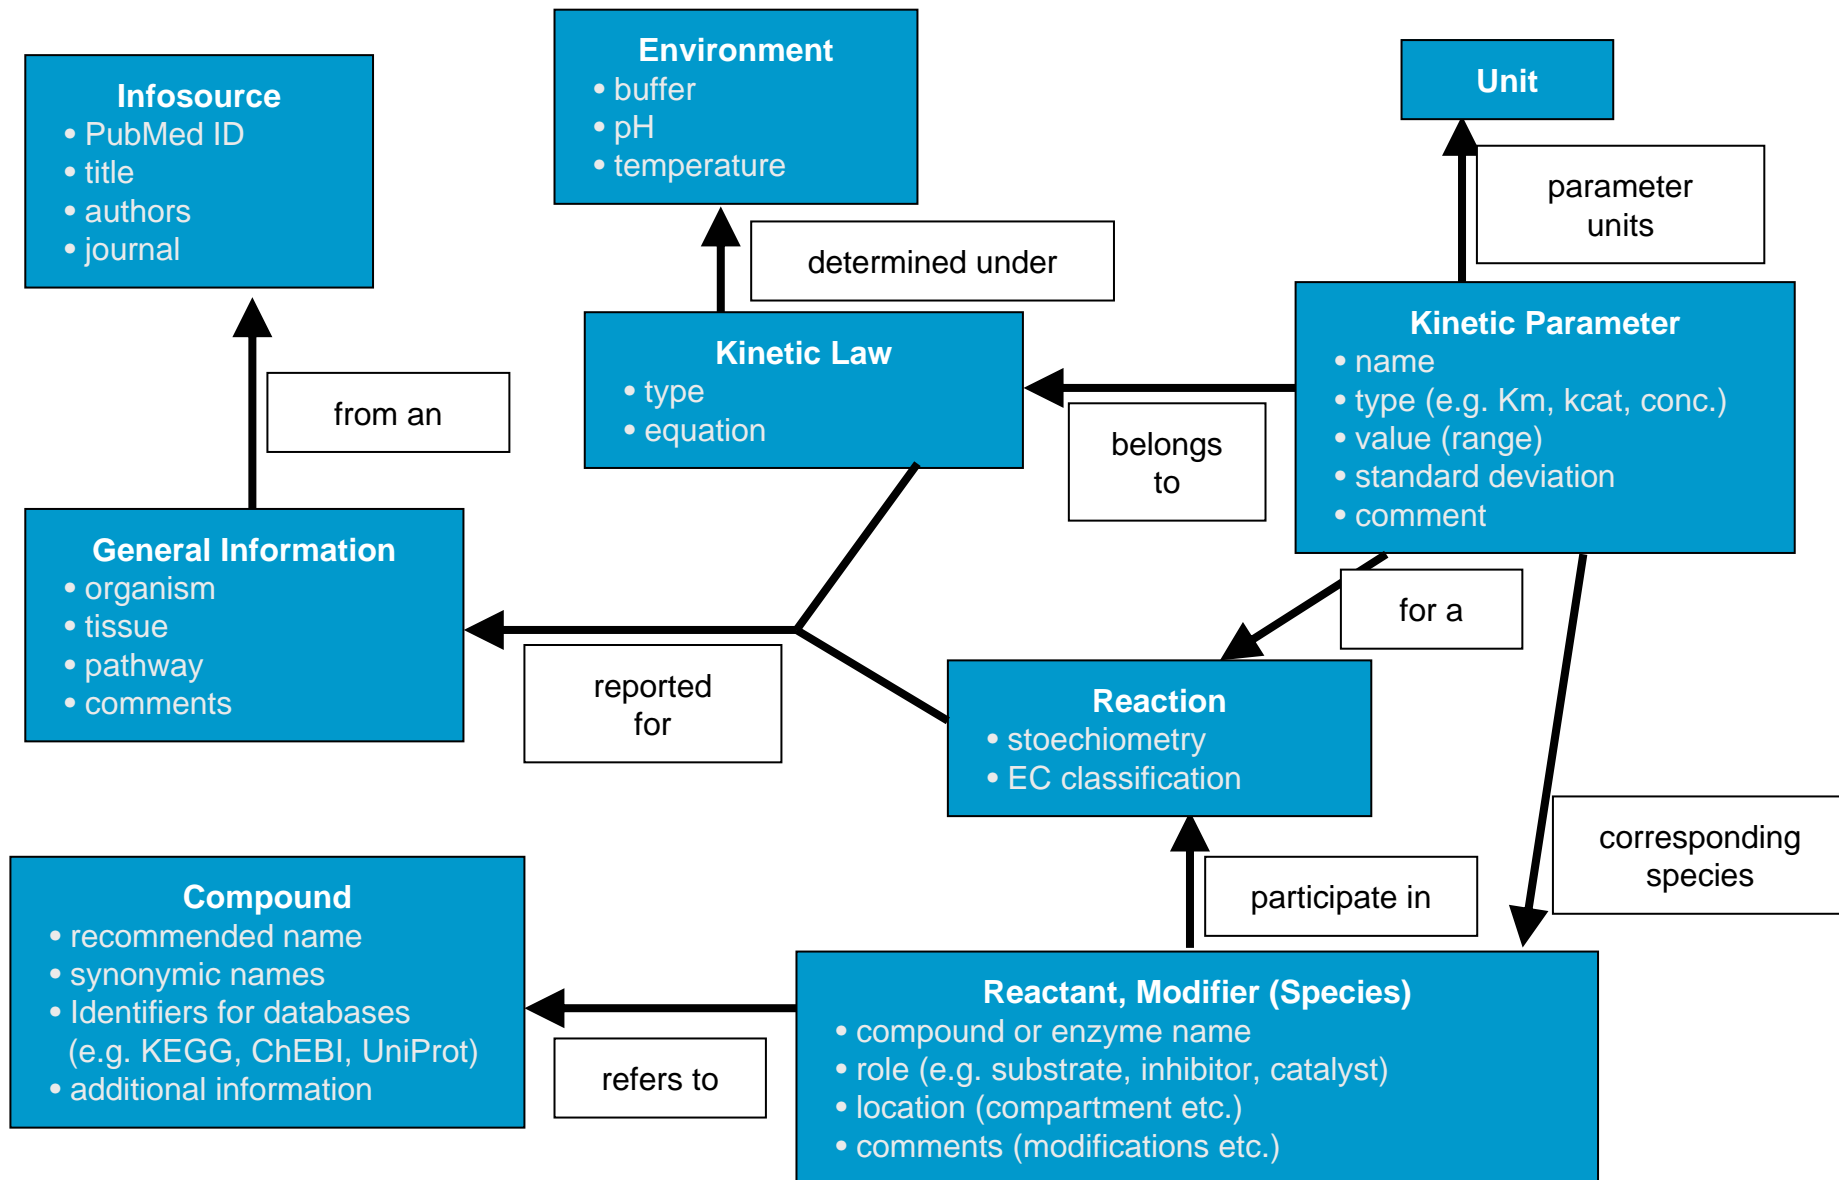 Infosource
• PubMed ID
• title
• authors
• journal
Environment
• buffer
• pH
• temperature
Unit
parameter
units
determined under
from an
Kinetic Law
• type
• equation
belongs
to
Kinetic Parameter
• name
• type (e.g. Km, kcat, conc.)
• value (range)
• standard deviation
• comment
General Information
• organism
• tissue
• pathway
• comments
reported
for
for a
Reaction
• stoechiometry
• EC classification
corresponding
species
participate in
Compound
• recommended name
• synonymic names
• Identifiers for databases
(e.g. KEGG, ChEBI, UniProt)
• additional information
refers to
Reactant, Modifier (Species)
• compound or enzyme name
• role (e.g. substrate, inhibitor, catalyst)
• location (compartment etc.)
• comments (modifications etc.)